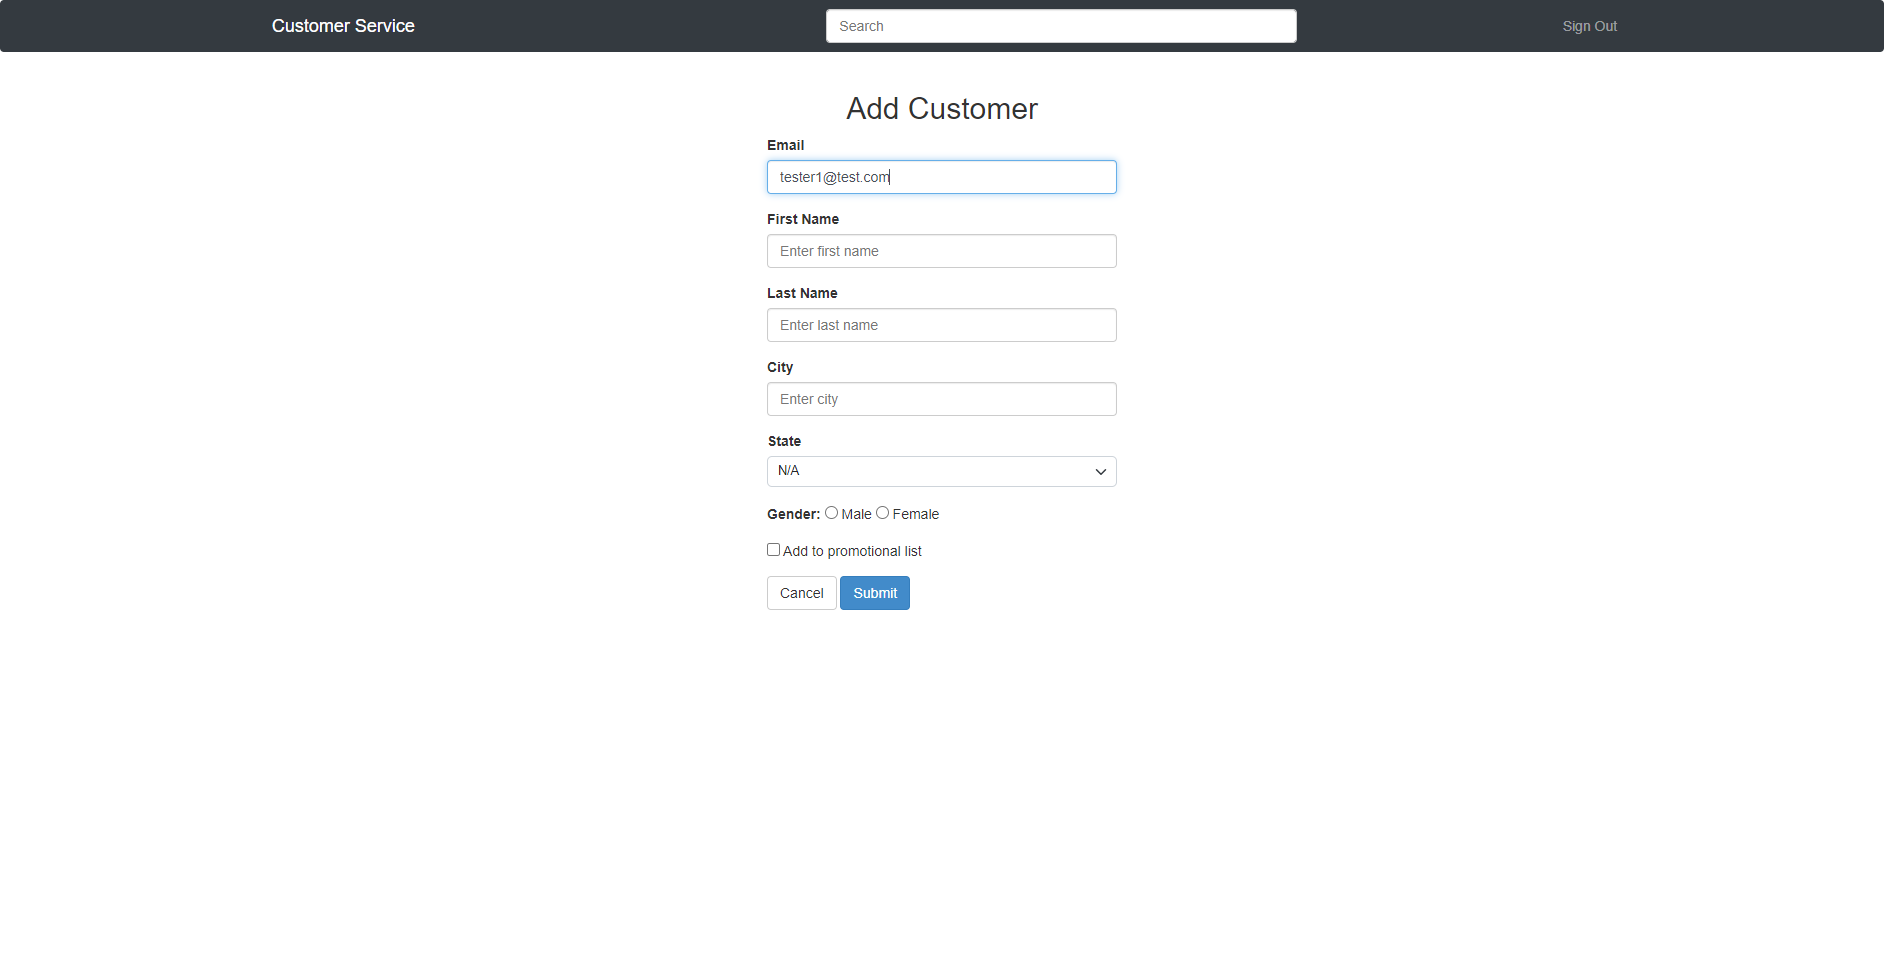 Customer Service
Search
Sign Out
Add Customer
Email
tester1@test.com
First Name
Enter first name
Last Name
Enter last name
City
Enter city
State
N/A
Gender: Male Female
Add to promotional list
Cancel Submit